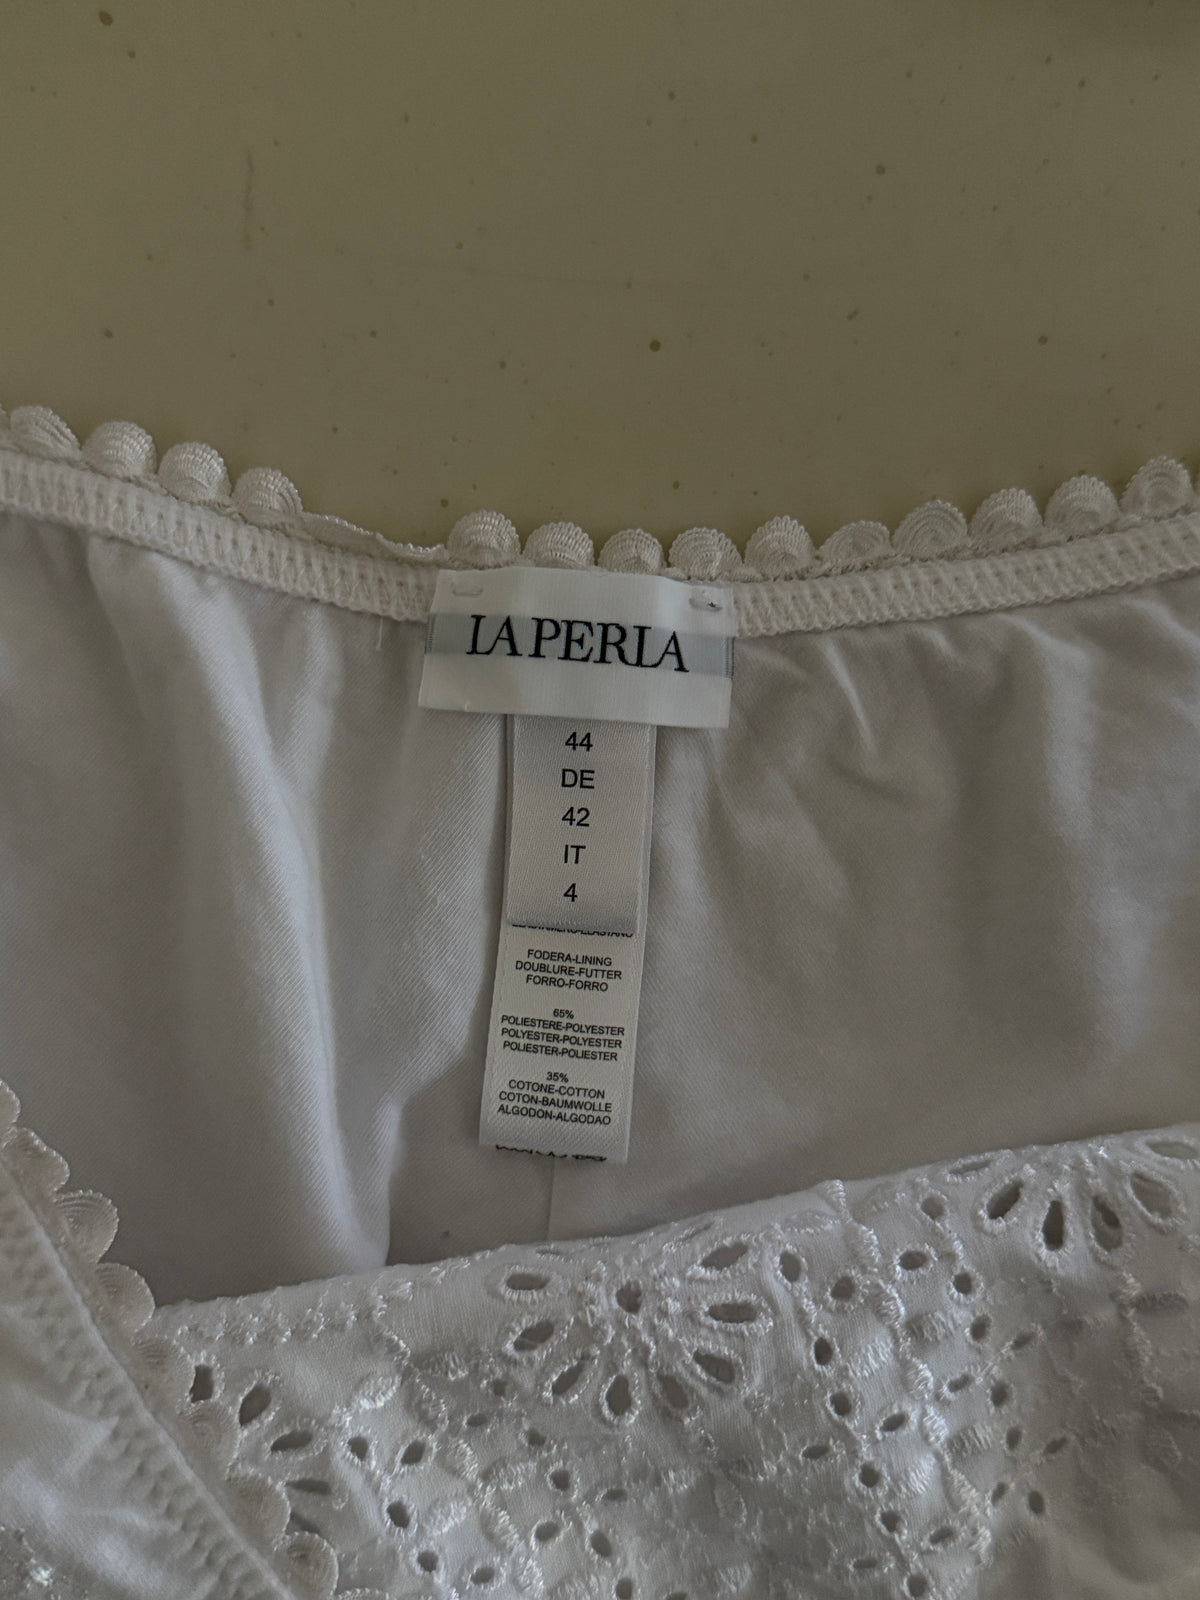 LA PERLA
44
DE
42
IT
4
FODERA-LINING
DOUBLURE-FUTTER
FORRO-FORRO
65%
POLIESTERE-POLYESTER
POLYESTER-POLYESTER
POLIESTER-POLIESTER
35%
COTONE-COTTON
COTON-BAUMWOLLE
ALGODON-ALGODAO